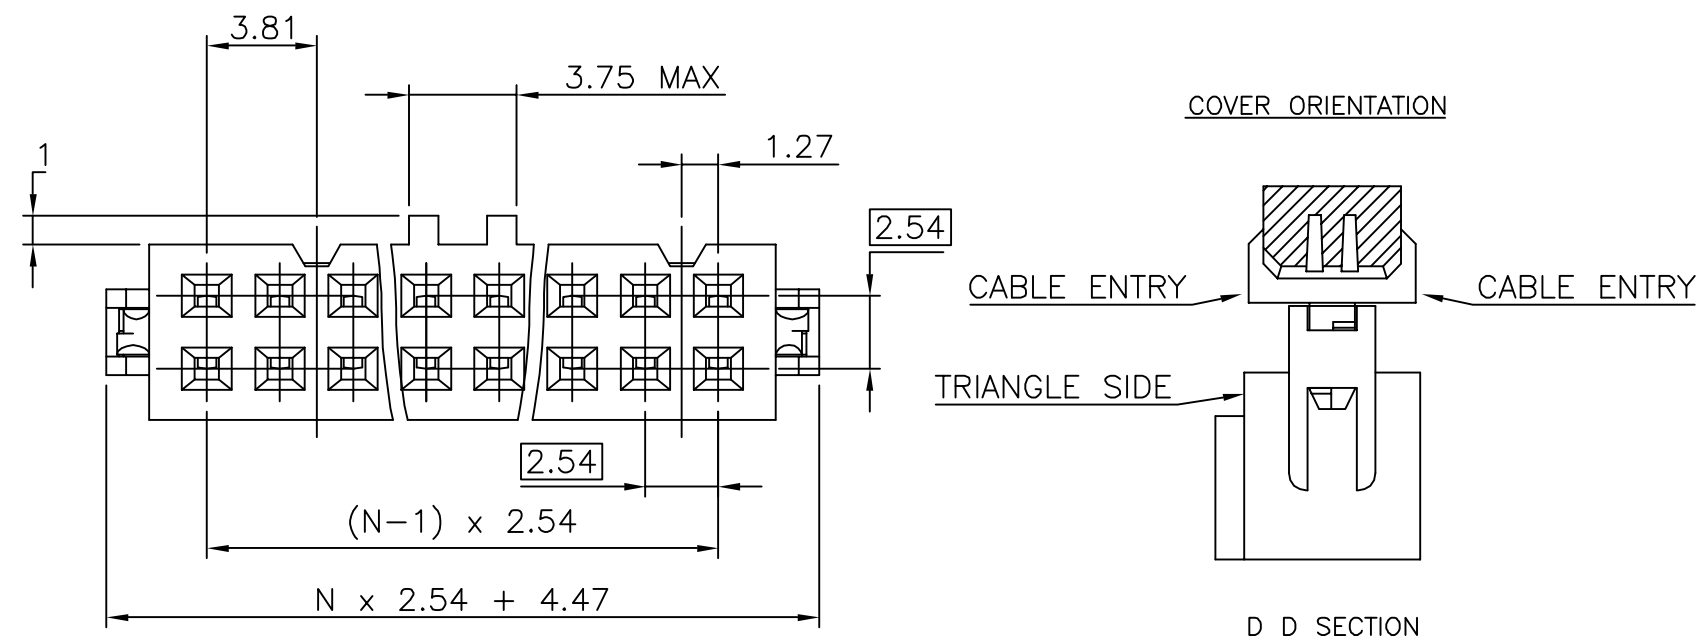 3.81
3.75 MAX
COVER ORIENTATION
1
1.27
2.54
CABLE ENTRY
CABLE ENTRY
TRIANGLE SIDE
2.54
(N-1) x 2.54
N x 2.54 + 4.47
D D SECTION